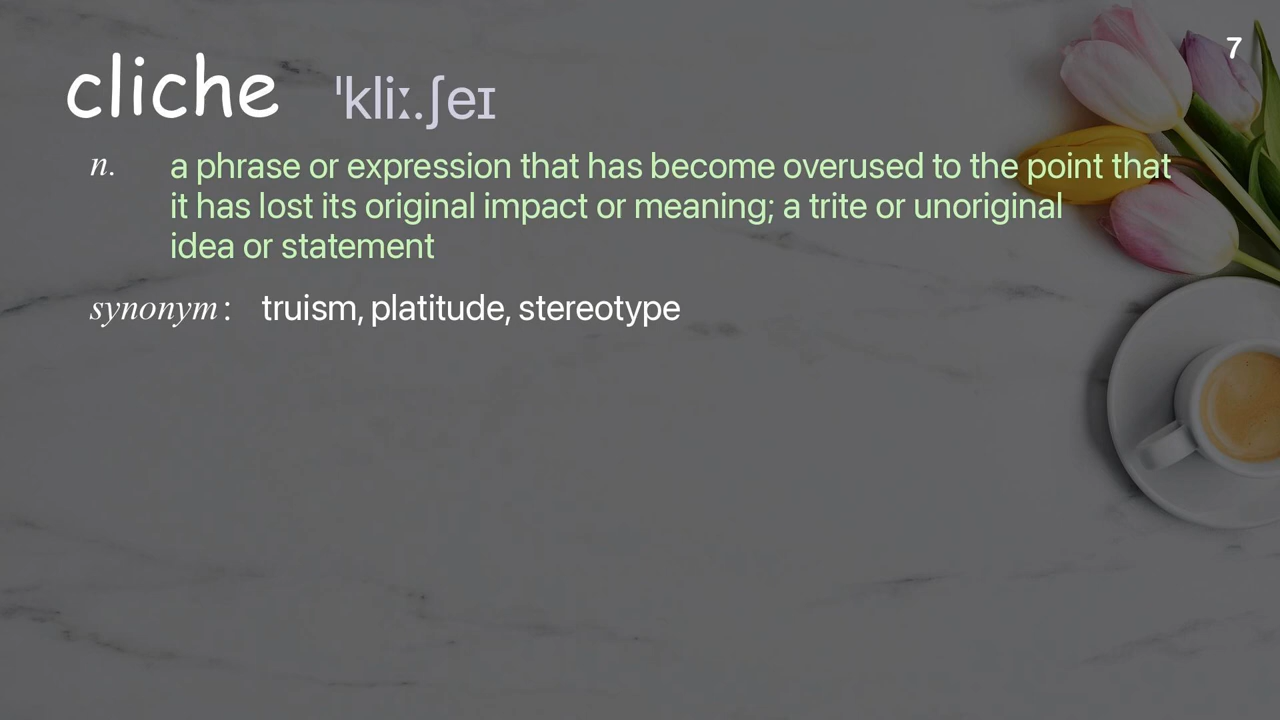 7
cliche ˈkliː.ʃeɪ
n. a phrase or expression that has become overused to the point that
it has lost its original impact or meaning; a trite or unoriginal
idea or statement
synonym : truism, platitude, stereotype